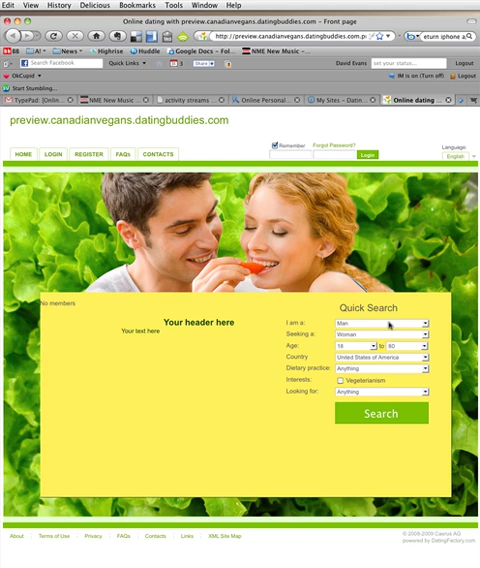 Edit View History Delicious Bookmarks Tools Window Help
Online dating with preview.canadianvegans.datingbuddies.com – Front page
http://preview.canadianvegans.datingbuddies.com.p
eturn iphone a
BB A! News Highrise Huddle Google Docs – Fol... NME New Music –...
Search Facebook Quick Links 3 Share David Evans set your status... Logout
OkCupid IM is on (Turn off) Logout
Start Stumbling...
TypePad: [Onlin... NME New Music –... activity streams ... Online Personal... My Sites – Datin... Online dating ...
preview.canadianvegans.datingbuddies.com
HOME LOGIN REGISTER FAQs CONTACTS
Remember Forgot Password?
Login
Language:
English
No members
Your header here
Your text here
Quick Search
I am a: Man
Seeking a: Woman
Age: 18 to 80
Country United States of America
Dietary practice: Anything
Interests: Vegetarianism
Looking for: Anything
Search
About Terms of Use Privacy FAQs Contacts Links XML Site Map
© 2008-2009 Caerus AG
powered by DatingFactory.com